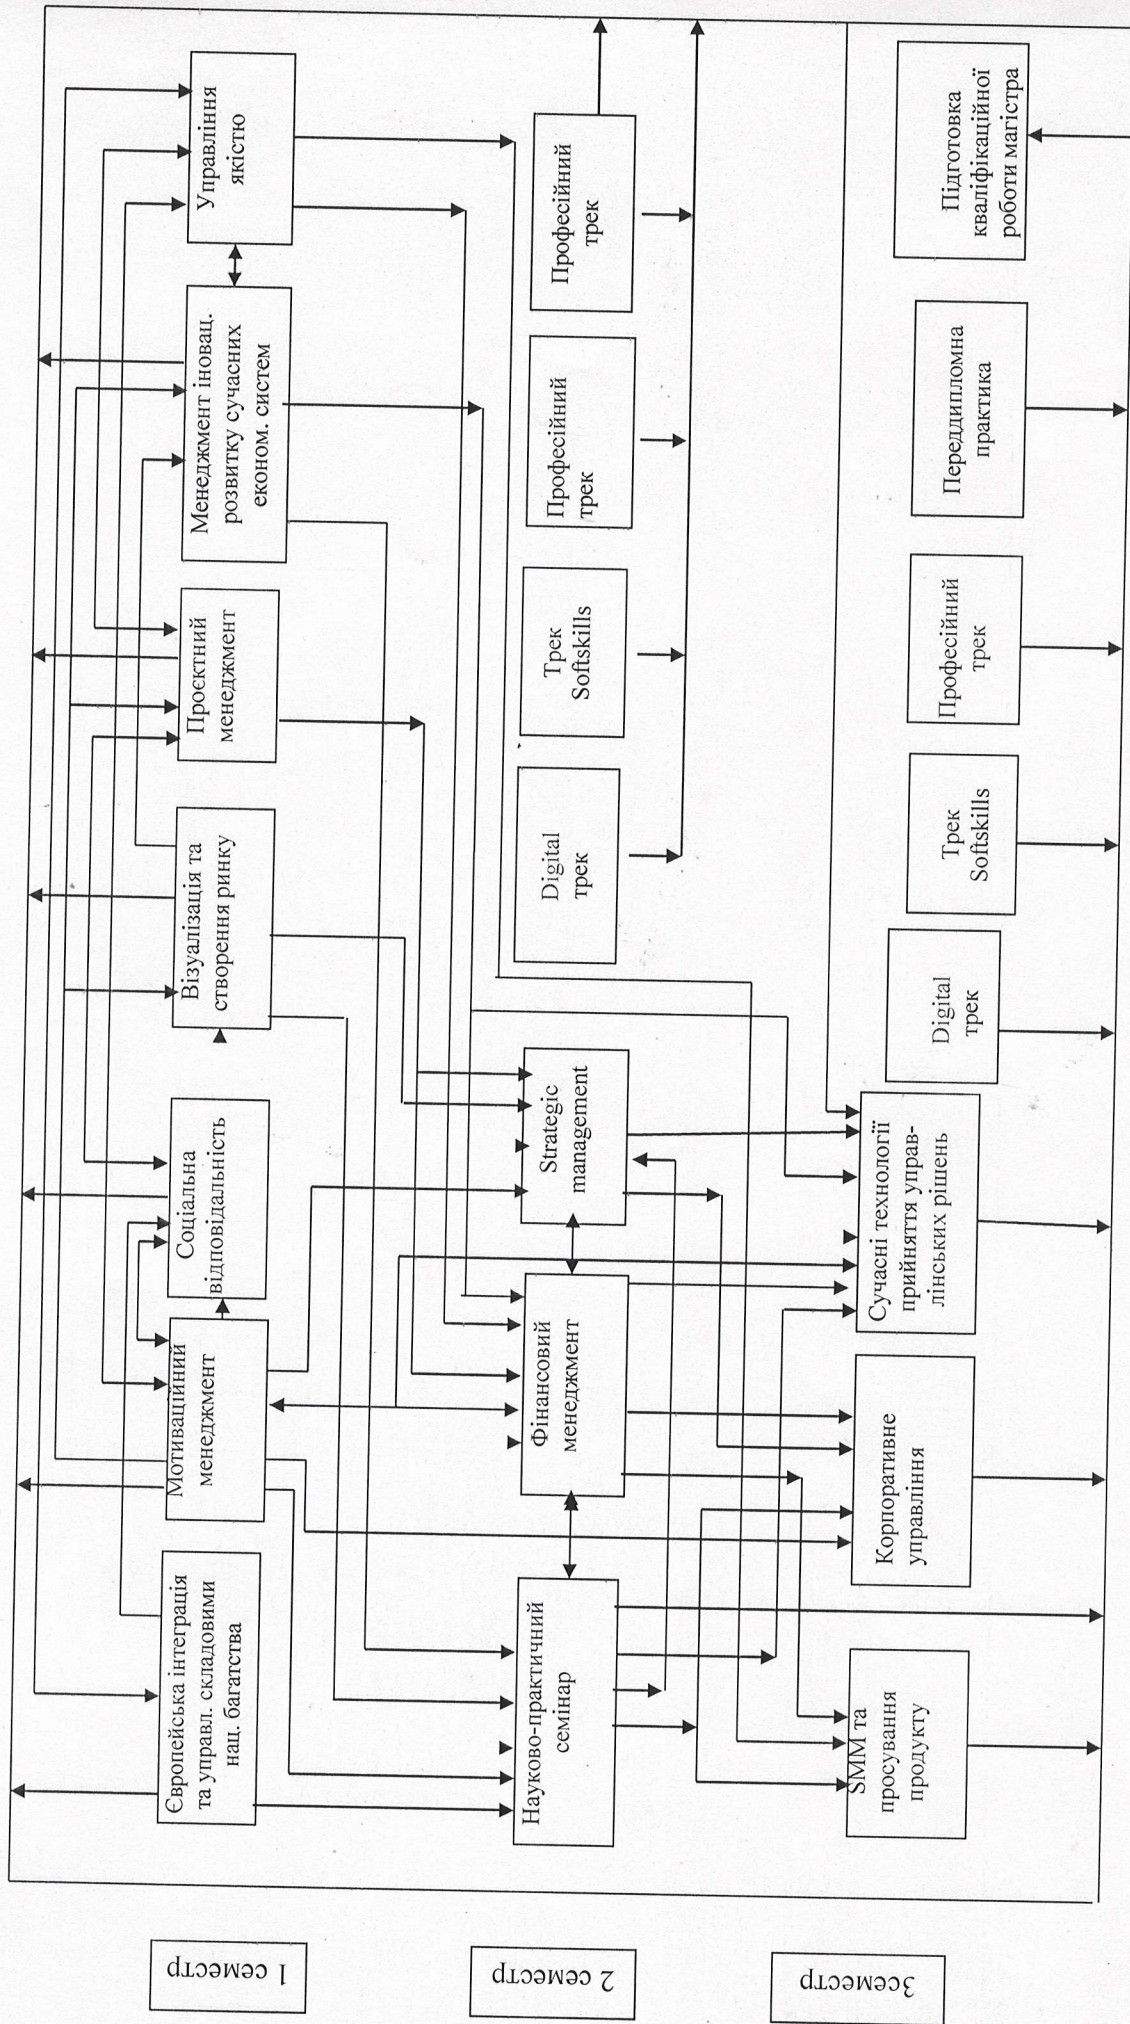 1 семестр
Європейська інтеграція
та управл. складовими
нац. багатства
Мотиваційний
менеджмент
Соціальна
відповідальність
Візуалізація та
створення ринку
Проєктний
менеджмент
Менеджмент іновац.
розвитку сучасних
економ. систем
Управління
якістю
2 семестр
Науково-практичний
семінар
Фінансовий
менеджмент
Strategic
management
Digital
трек
Трек
Softskills
Професійний
трек
Професійний
трек
3семестр
SMM та
просування
продукту
Корпоративне
управління
Сучасні технології
прийняття управ-
лінських рішень
Digital
трек
Трек
Softskills
Професійний
трек
Переддипломна
практика
Підготовка
кваліфікаційної
роботи магістра